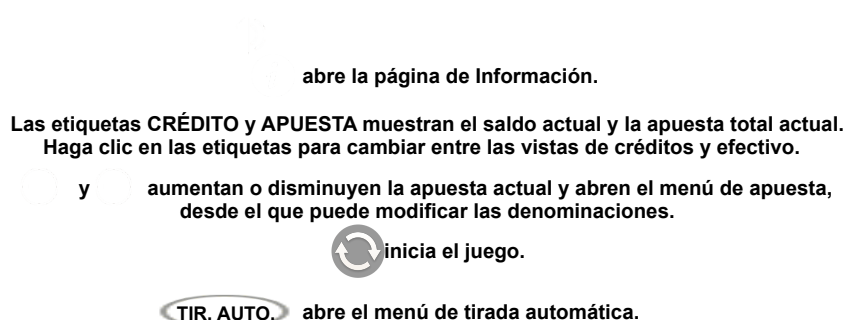 abre la página de Información.
Las etiquetas CRÉDITO y APUESTA muestran el saldo actual y la apuesta total actual.
Haga clic en las etiquetas para cambiar entre las vistas de créditos y efectivo.
y aumentan o disminuyen la apuesta actual y abren el menú de apuesta,
desde el que puede modificar las denominaciones.
inicia el juego.
TIR. AUTO. abre el menú de tirada automática.